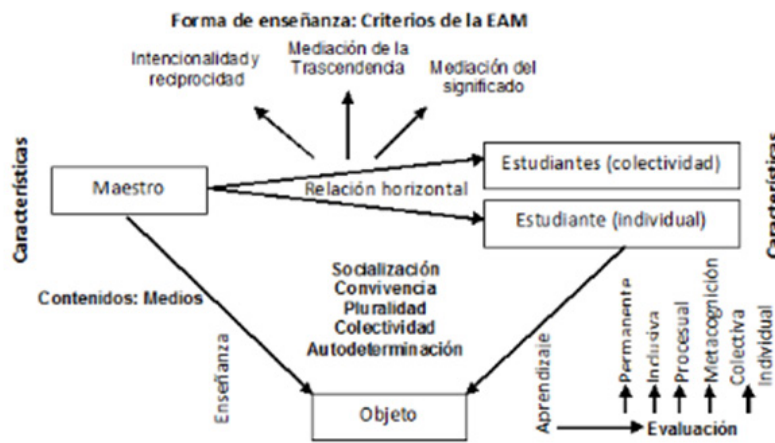 Forma de enseñanza: Criterios de la EAM
Intencionalidad y
reciprocidad
Mediación de la
Trascendencia
Mediación del
significado
Características
Maestro
Relación horizontal
Estudiantes (colectividad)
Estudiante (individual)
Características
Contenidos: Medios
Socialización
Convivencia
Pluralidad
Colectividad
Autodeterminación
Enseñanza
Objeto
Aprendizaje
Permanente
Inclusiva
Procesual
Metacognición
Colectiva
Individual
Evaluación